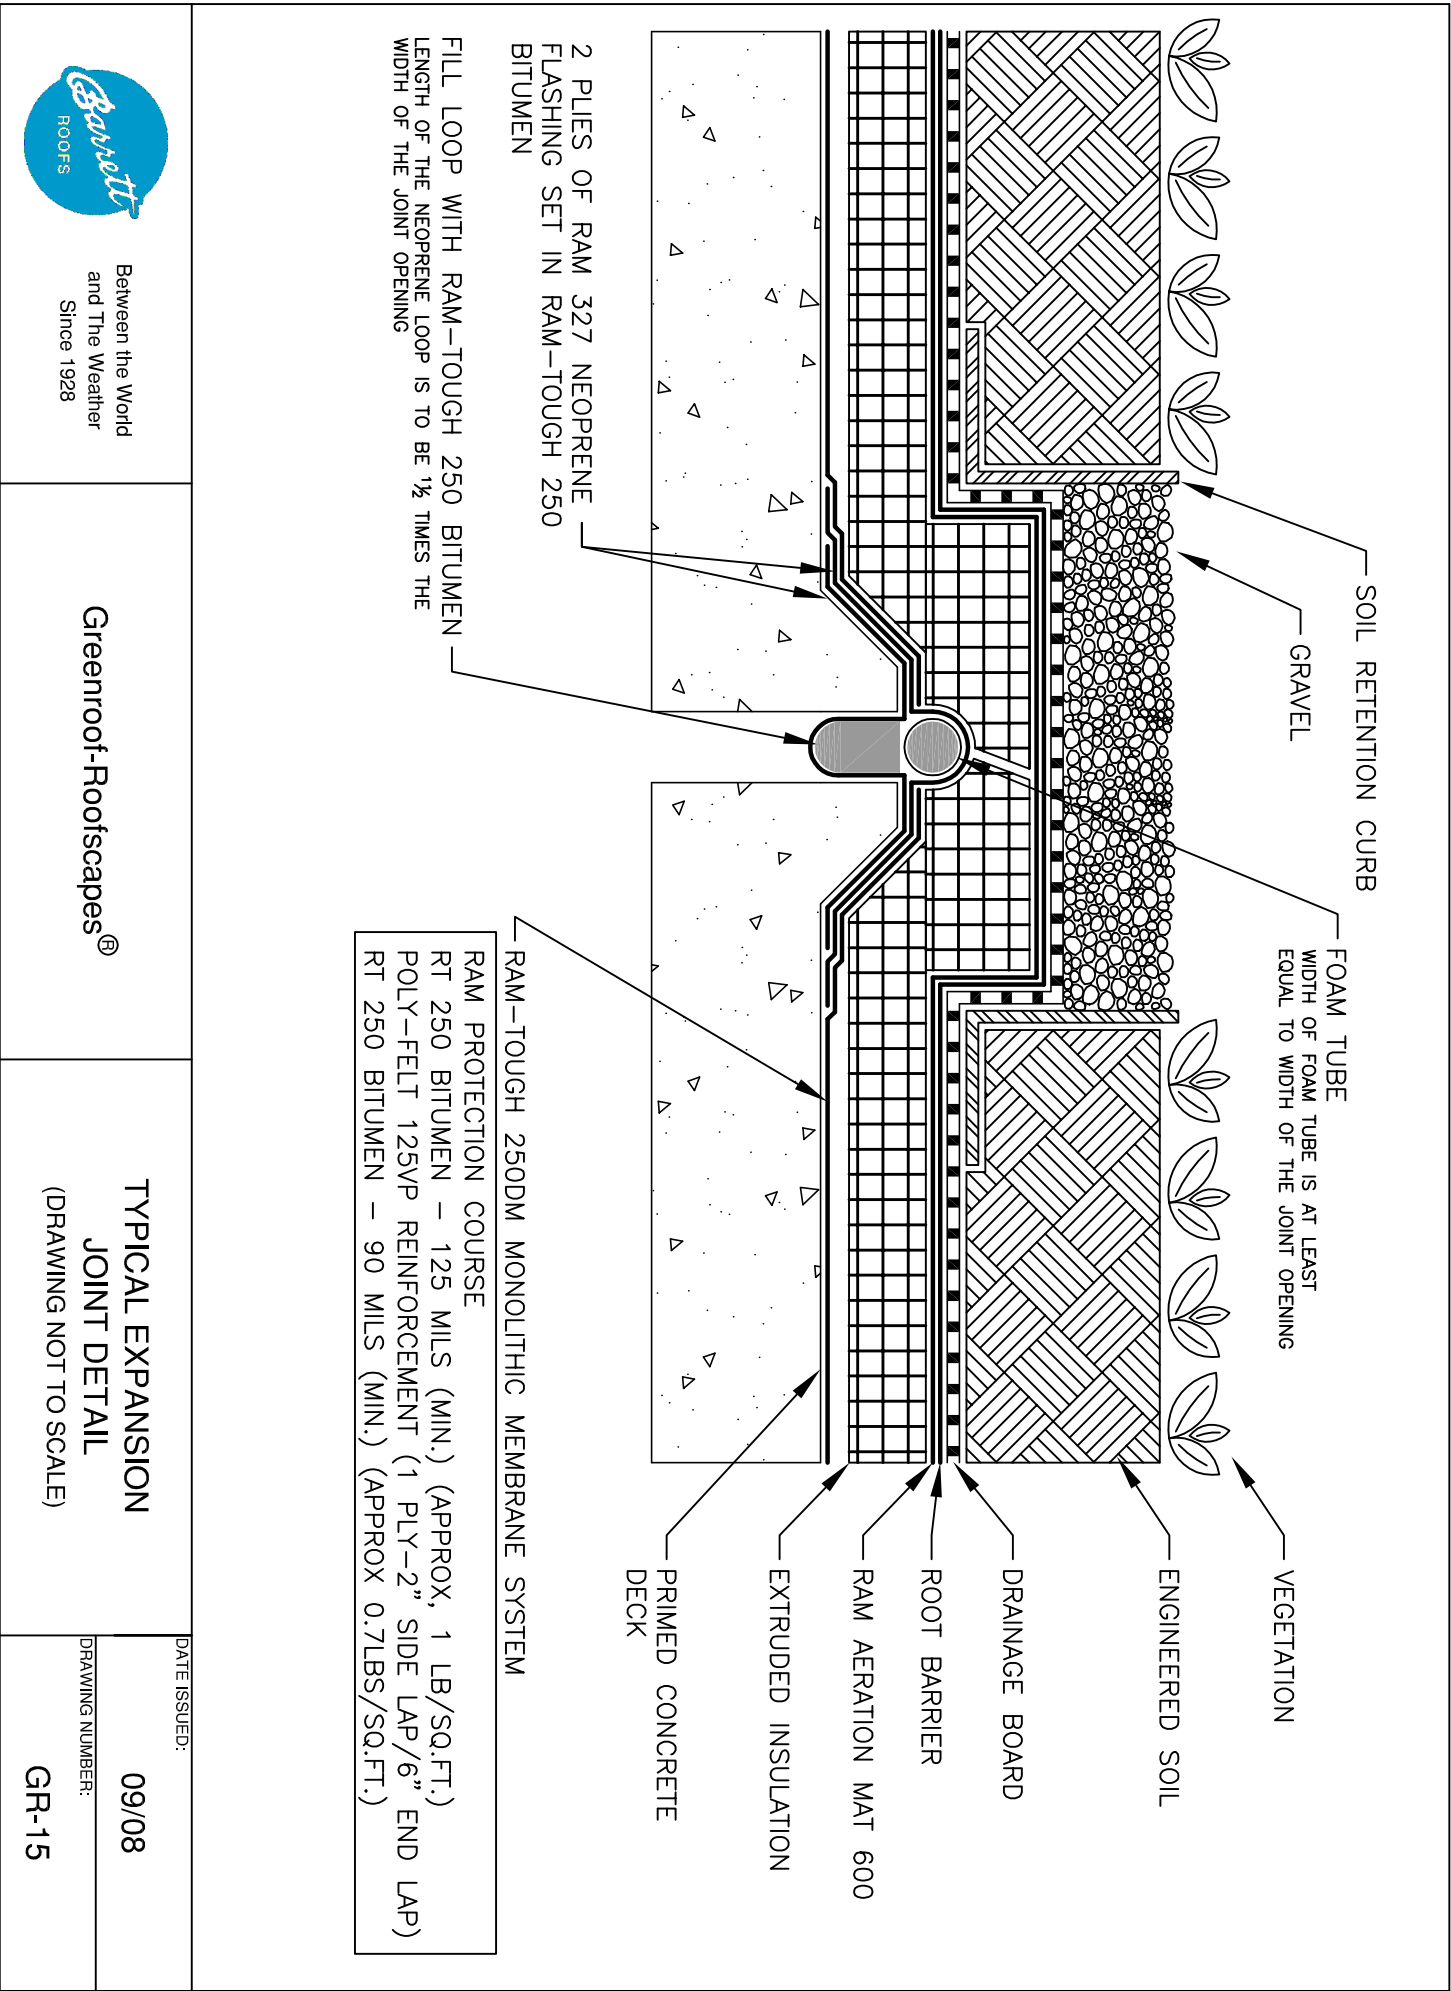 SOIL RETENTION CURB
GRAVEL
FOAM TUBE
WIDTH OF FOAM TUBE IS AT LEAST
EQUAL TO WIDTH OF THE JOINT OPENING
VEGETATION
ENGINEERED SOIL
DRAINAGE BOARD
ROOT BARRIER
RAM AERATION MAT 600
EXTRUDED INSULATION
PRIMED CONCRETE
DECK
2 PLIES OF RAM 327 NEOPRENE
FLASHING SET IN RAM-TOUGH 250
BITUMEN
FILL LOOP WITH RAM-TOUGH 250 BITUMEN
LENGTH OF THE NEOPRENE LOOP IS TO BE 1½ TIMES THE
WIDTH OF THE JOINT OPENING
RAM-TOUGH 250DM MONOLITHIC MEMBRANE SYSTEM
RAM PROTECTION COURSE
RT 250 BITUMEN - 125 MILS (MIN.) (APPROX, 1 LB/SQ.FT.)
POLY-FELT 125VP REINFORCEMENT (1 PLY-2" SIDE LAP/6" END LAP)
RT 250 BITUMEN - 90 MILS (MIN.) (APPROX 0.7LBS/SQ.FT.)
Barrett
ROOFS
Between the World
and The Weather
Since 1928
Greenroof-Roofscapes®
TYPICAL EXPANSION
JOINT DETAIL
(DRAWING NOT TO SCALE)
DATE ISSUED:
09/08
DRAWING NUMBER:
GR-15